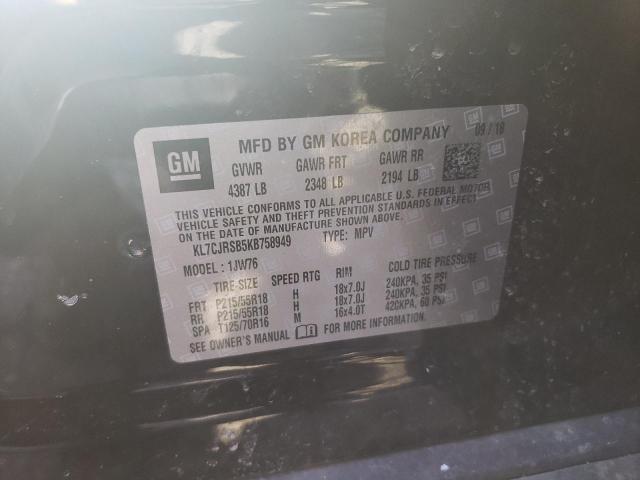 GM
MFD BY GM KOREA COMPANY 09/18
GVWR GAWR FRT GAWR RR
4387 LB 2348 LB 2194 LB
THIS VEHICLE CONFORMS TO ALL APPLICABLE U.S. FEDERAL MOTOR
VEHICLE SAFETY AND THEFT PREVENTION STANDARDS IN EFFECT
ON THE DATE OF MANUFACTURE SHOWN ABOVE.
KL7CJRSB5KB758949 TYPE: MPV
MODEL: 1JW76
TIRE-SIZE SPEED RTG RIM COLD TIRE PRESSURE
FRT P215/55R18 H 18x7.0J 240KPA, 35 PSI
RR P215/55R18 H 18x7.0J 240KPA, 35 PSI
SPA T125/70R16 M 16x4.0T 420KPA, 60 PSI
SEE OWNER'S MANUAL FOR MORE INFORMATION.